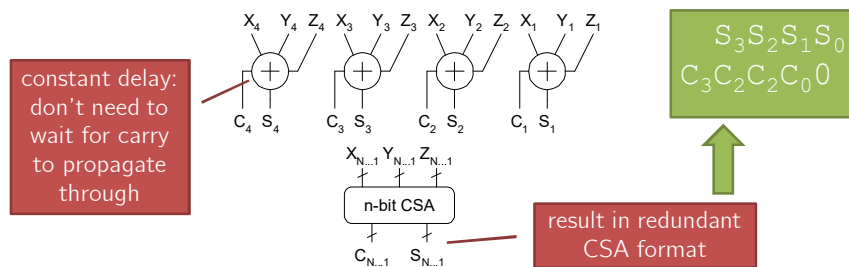 X4 Y4 Z4 X3 Y3 Z3 X2 Y2 Z2 X1 Y1 Z1
+ + + +
C4 S4 C3 S3 C2 S2 C1 S1
constant delay:
don't need to
wait for carry
to propagate
through
S3S2S1S0
C3C2C2C00
XN...1 YN...1 ZN...1
n-bit CSA
CN...1 SN...1
result in redundant
CSA format